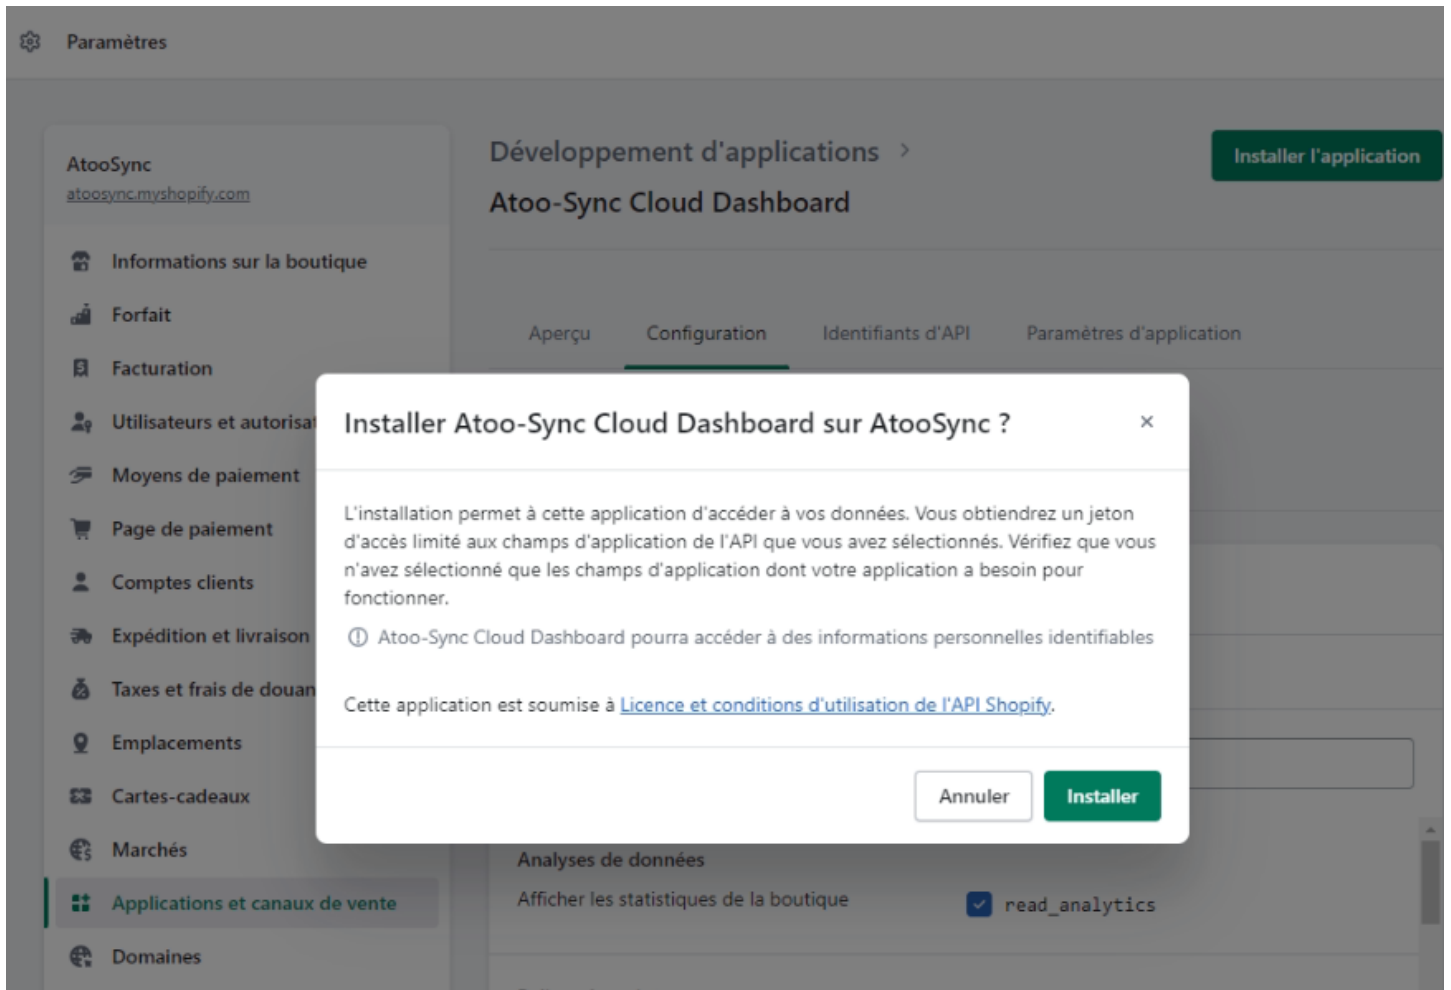 Paramètres
AtooSync
atoosync.myshopify.com
Informations sur la boutique
Forfait
Facturation
Utilisateurs et autorisat
Moyens de paiement
Page de paiement
Comptes clients
Expédition et livraison
Taxes et frais de douan
Emplacements
Cartes-cadeaux
Marchés
Applications et canaux de vente
Domaines
Développement d'applications >
Atoo-Sync Cloud Dashboard
Installer l'application
Aperçu Configuration Identifiants d'API Paramètres d'application
Installer Atoo-Sync Cloud Dashboard sur AtooSync ?
L'installation permet à cette application d'accéder à vos données. Vous obtiendrez un jeton
d'accès limité aux champs d'application de l'API que vous avez sélectionnés. Vérifiez que vous
n'avez sélectionné que les champs d'application dont votre application a besoin pour
fonctionner.
Atoo-Sync Cloud Dashboard pourra accéder à des informations personnelles identifiables
Cette application est soumise à Licence et conditions d'utilisation de l'API Shopify.
Annuler Installer
Analyses de données
Afficher les statistiques de la boutique read_analytics